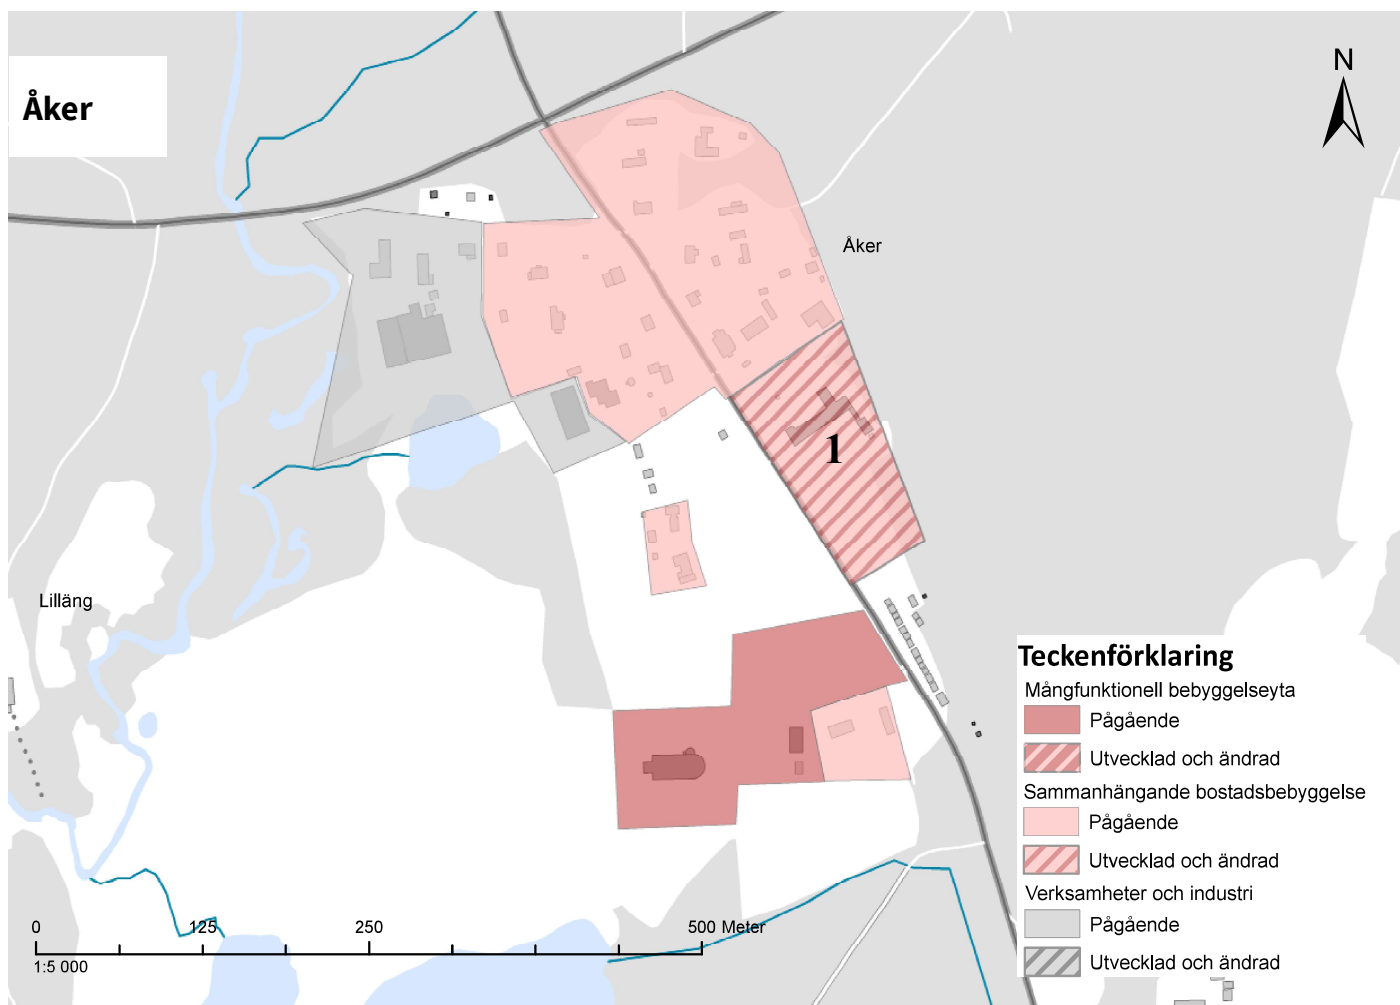 Åker
N
Åker
1
Lilläng
Teckenförklaring
Mångfunktionell bebyggelseyta
Pågående
Utvecklad och ändrad
Sammanhängande bostadsbebyggelse
Pågående
Utvecklad och ändrad
Verksamheter och industri
Pågående
Utvecklad och ändrad
0 125 250 500 Meter
1:5 000